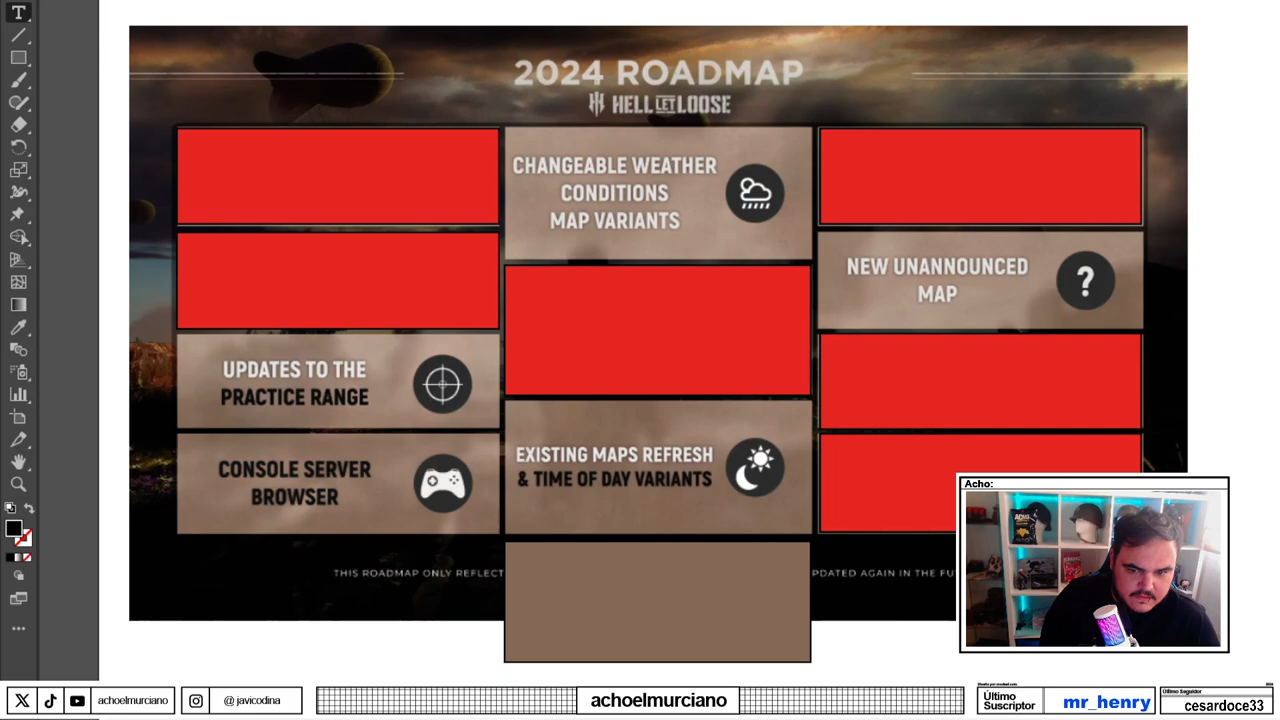 2024 ROADMAP
HELL LET LOOSE
CHANGEABLE WEATHER
CONDITIONS
MAP VARIANTS
NEW UNANNOUNCED
MAP
?
UPDATES TO THE
PRACTICE RANGE
CONSOLE SERVER
BROWSER
EXISTING MAPS REFRESH
& TIME OF DAY VARIANTS
THIS ROADMAP ONLY REFLECT
PDATED AGAIN IN THE FU
Acho:
achoelmurciano
@ javicodina
achoelmurciano
Último
Suscriptor
mr_henry
Último Seguidor
cesardoce33